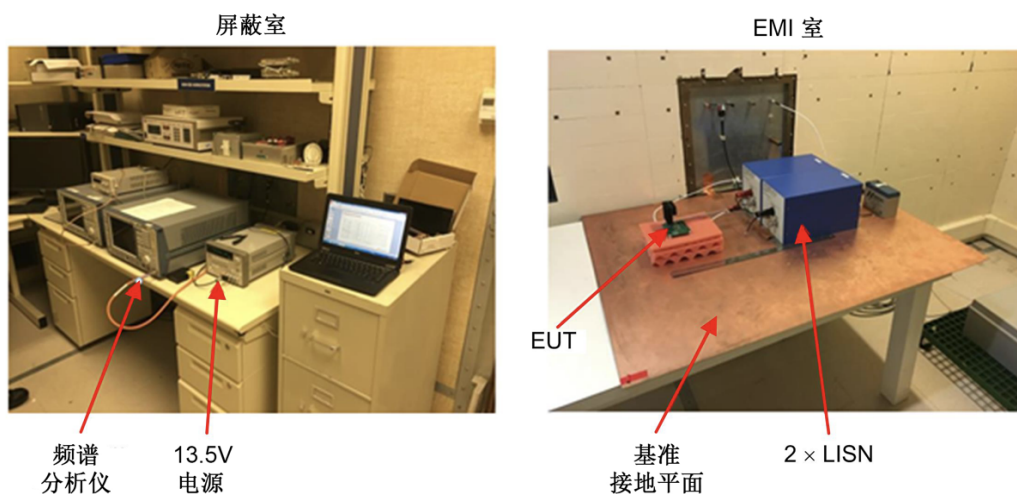 屏蔽室
EMI 室
EUT
频谱
分析仪
13.5V
电源
基准
接地平面
2 × LISN